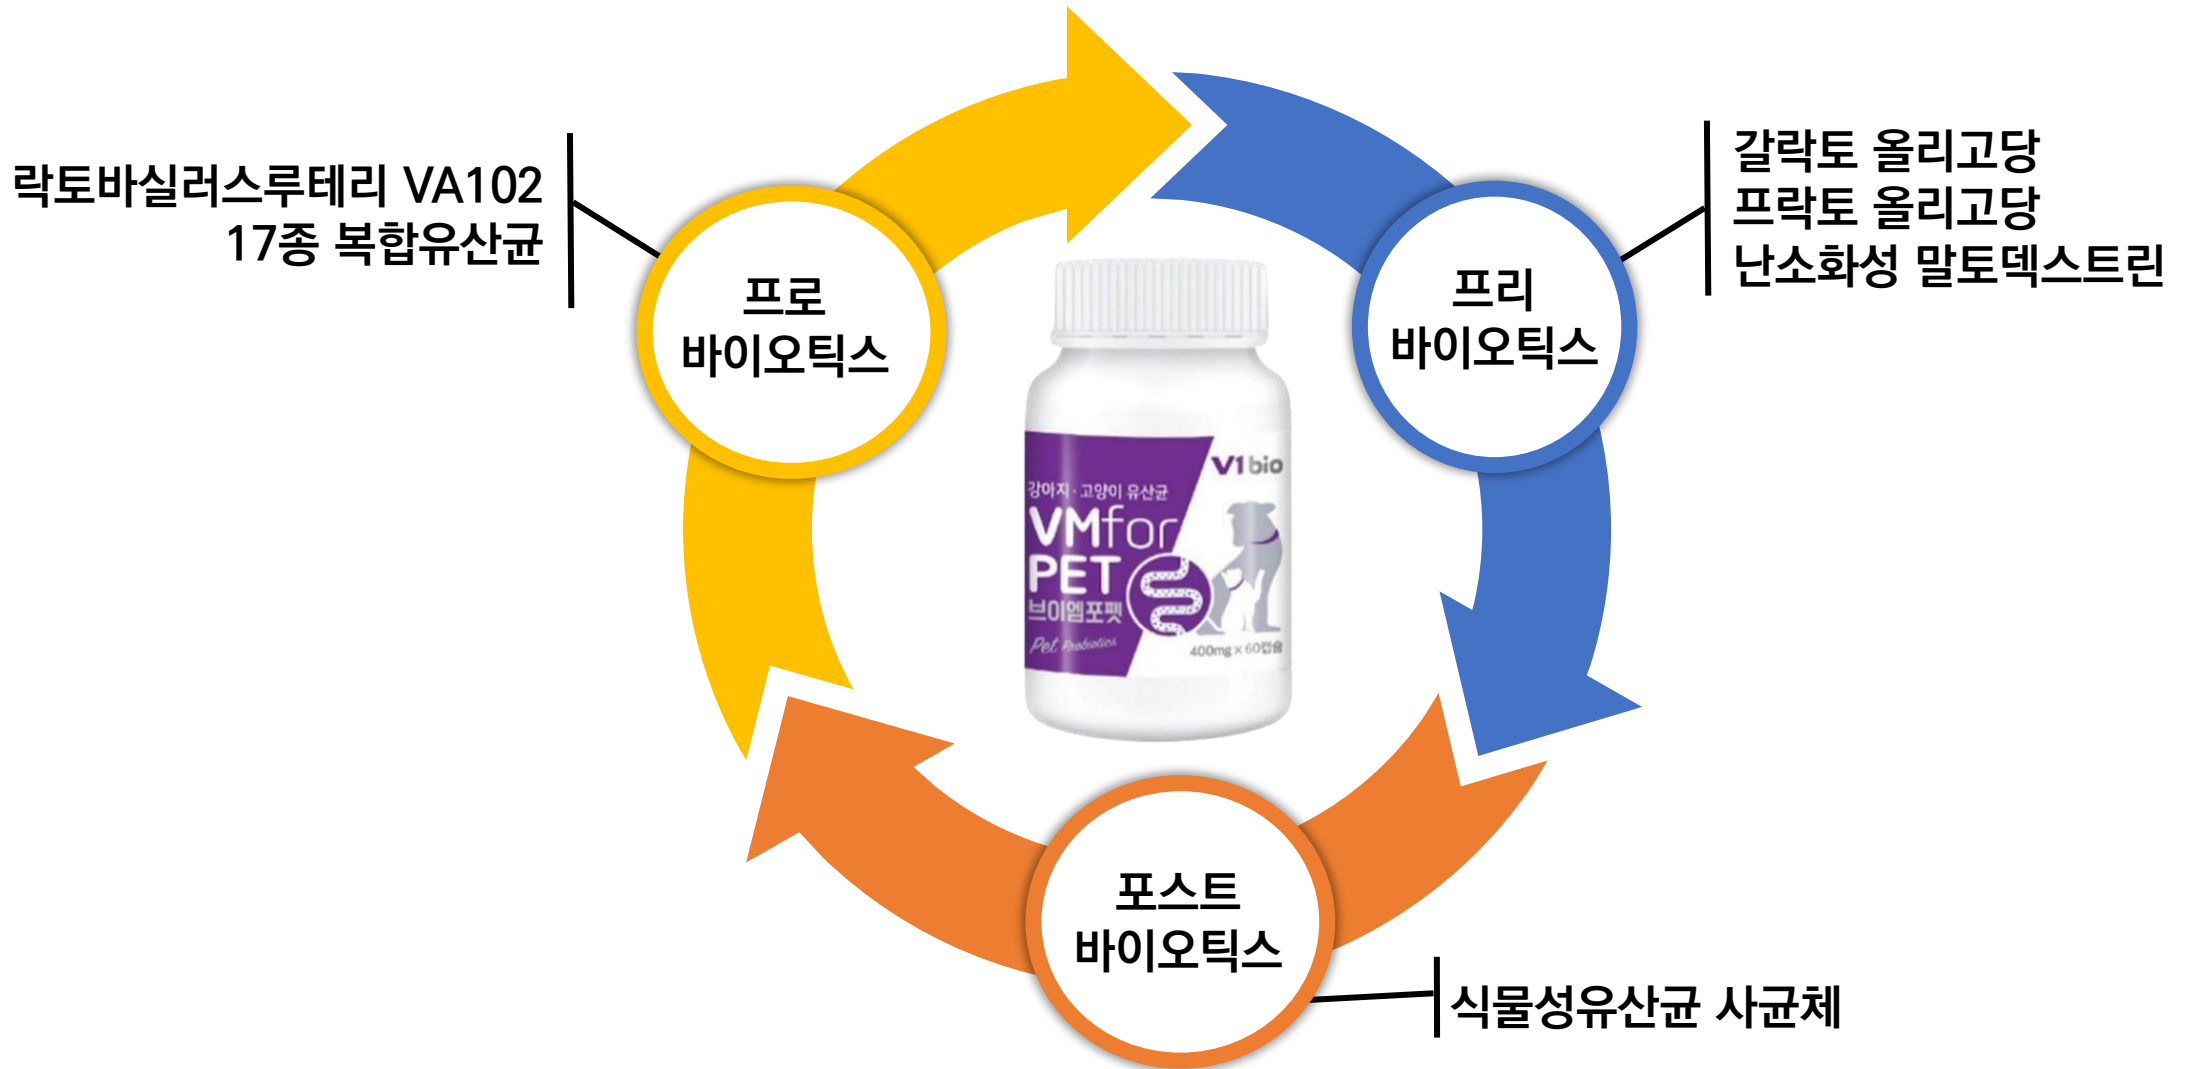 락토바실러스루테리 VA102
17종 복합유산균
프로
바이오틱스
프리
바이오틱스
갈락토 올리고당
프락토 올리고당
난소화성 말토덱스트린
V1 bio
강아지·고양이 유산균
VMfor
PET
브이엠포펫
Pet Probiotics
400mg×60캡슐
포스트
바이오틱스
식물성유산균 사균체